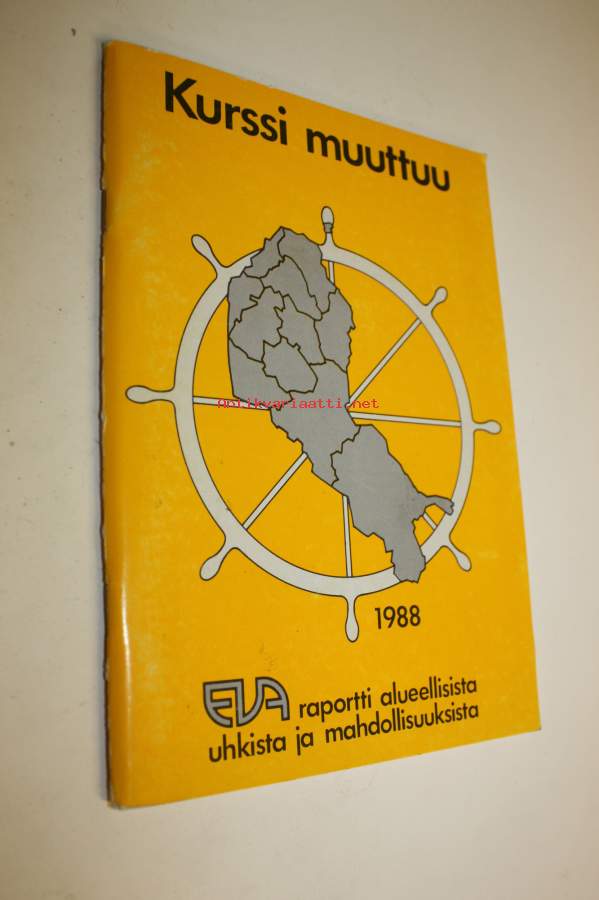 Kurssi muuttuu
Antikvariaatti.net
1988
EVA raportti alueellisista
uhkista ja mahdollisuuksista